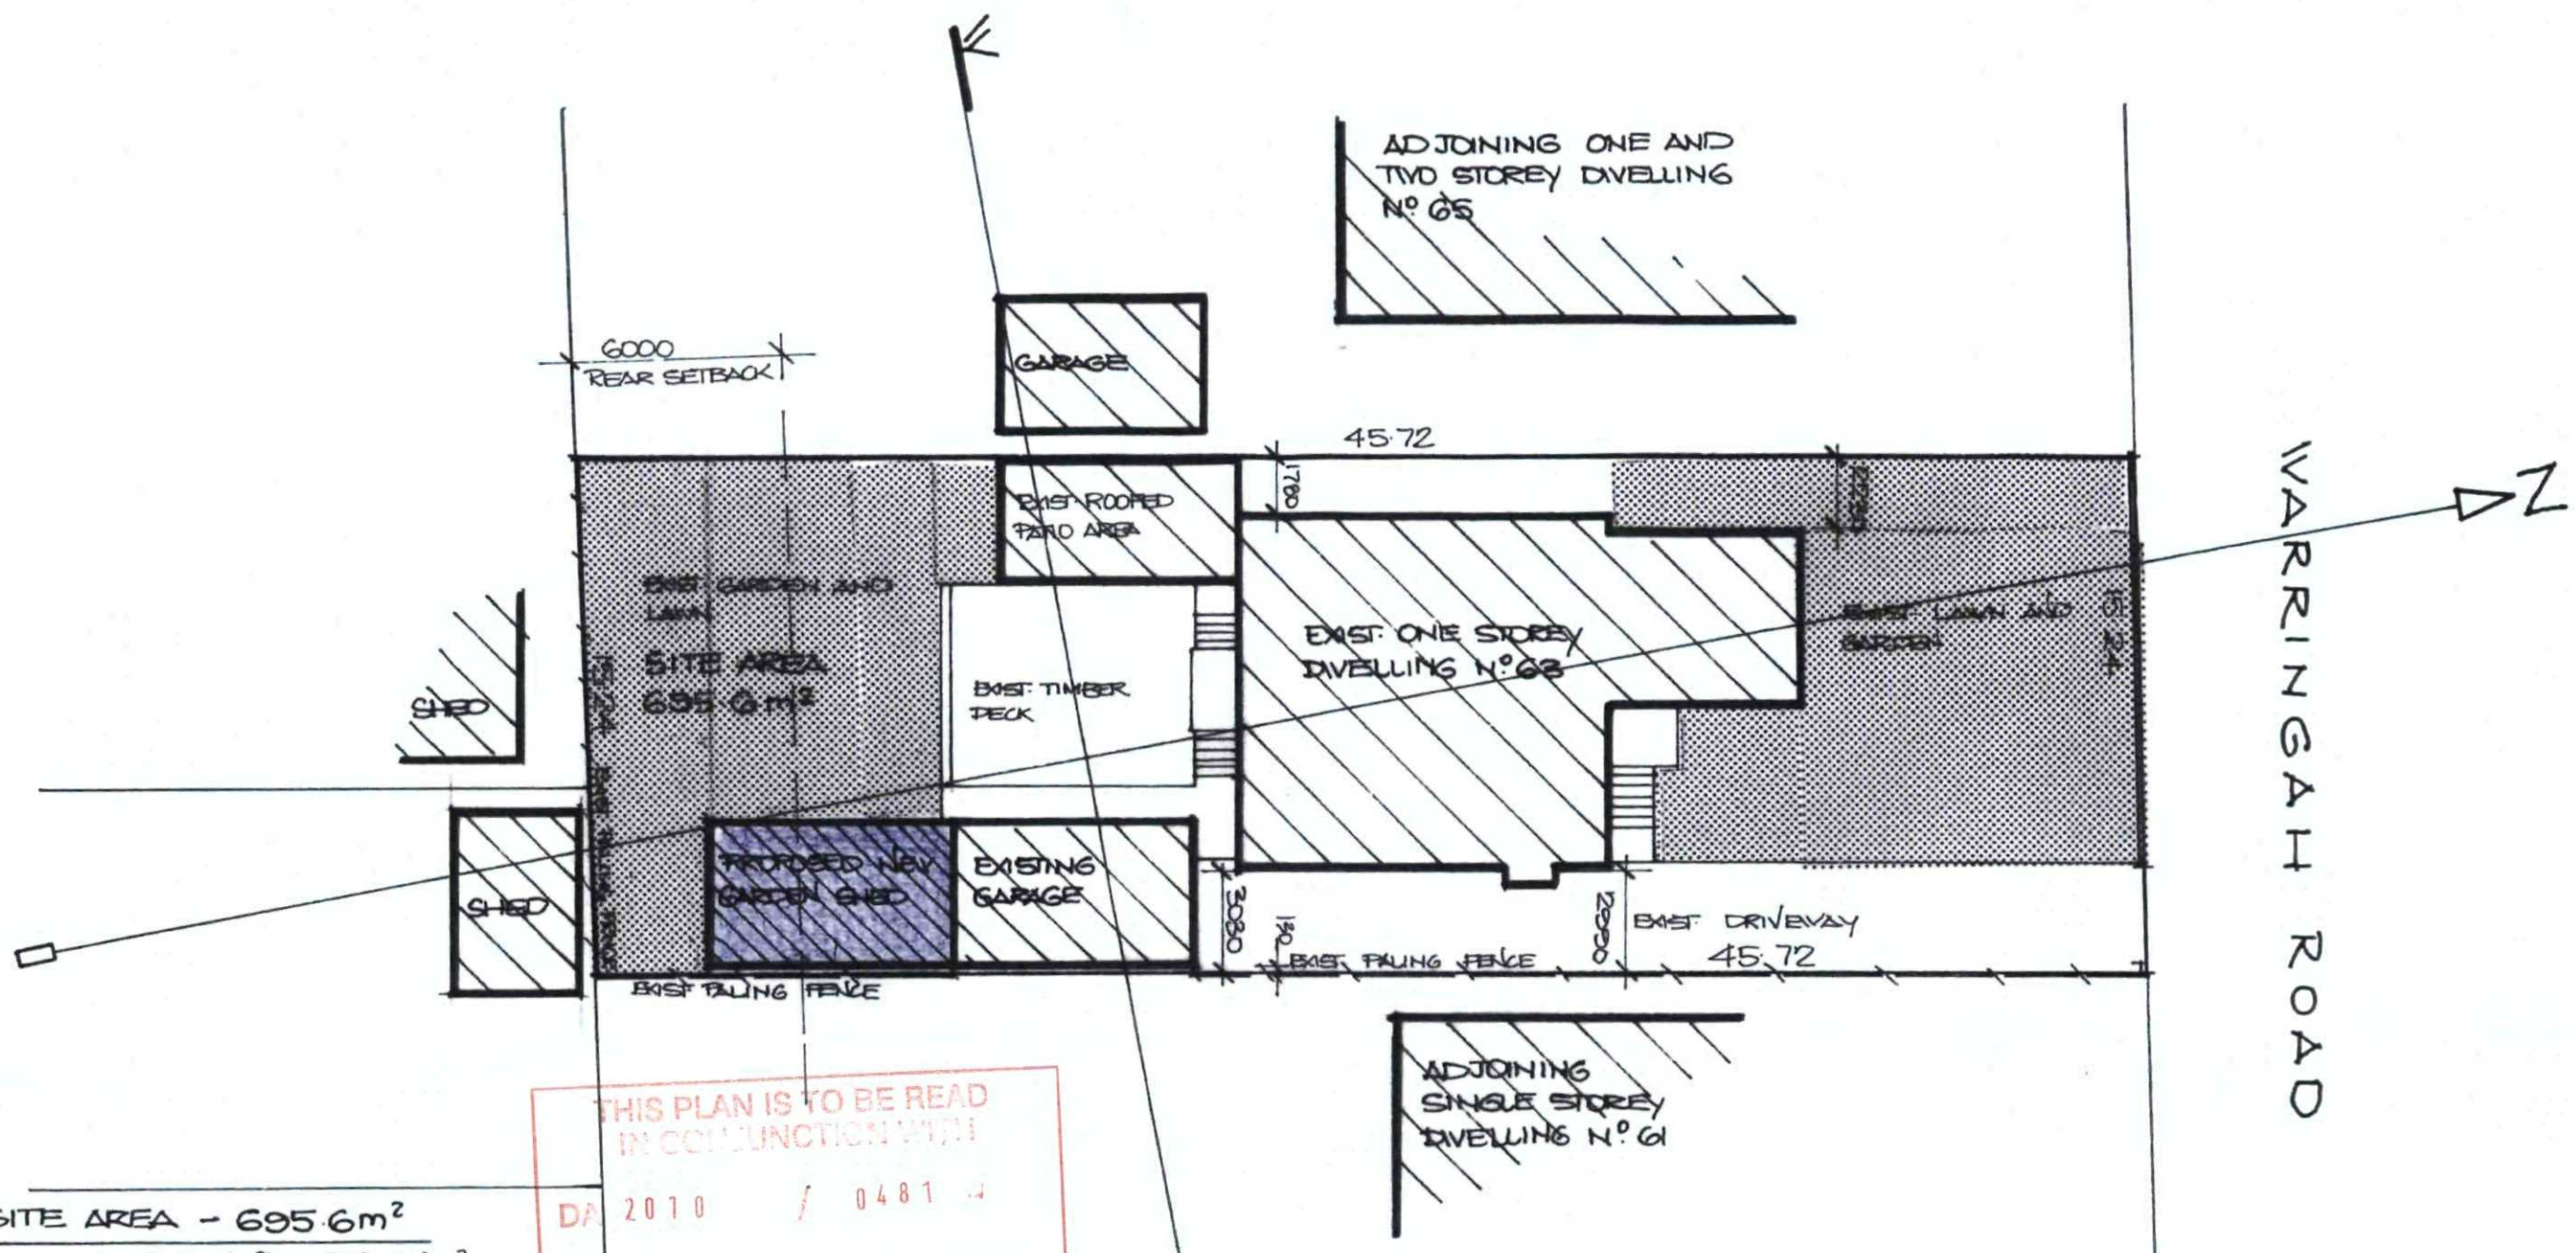 ADJOINING ONE AND
TWO STOREY DWELLING
Nº 65
6000
REAR SETBACK
GARAGE
45.72
1760
EXIST. ROOFED
PATIO AREA
EXIST GARDEN AND
LAWN
SITE AREA
695.6m²
15.24
EXIST. TIMBER
DECK
EXIST. ONE STOREY
DWELLING Nº 63
EXIST. LAWN AND
GARDEN
15.24
N
WARRINGAH ROAD
SHED
SHED
PROPOSED NEW
GARDEN SHED
EXISTING
GARAGE
3080
130
2990
EXIST. DRIVEWAY
45.72
EXIST. PALING FENCE
EXIST PALING FENCE
ADJOINING
SINGLE STOREY
DWELLING Nº 61
THIS PLAN IS TO BE READ
IN CONJUNCTION WITH
DA 2010 / 0481
SITE AREA - 695.6m²